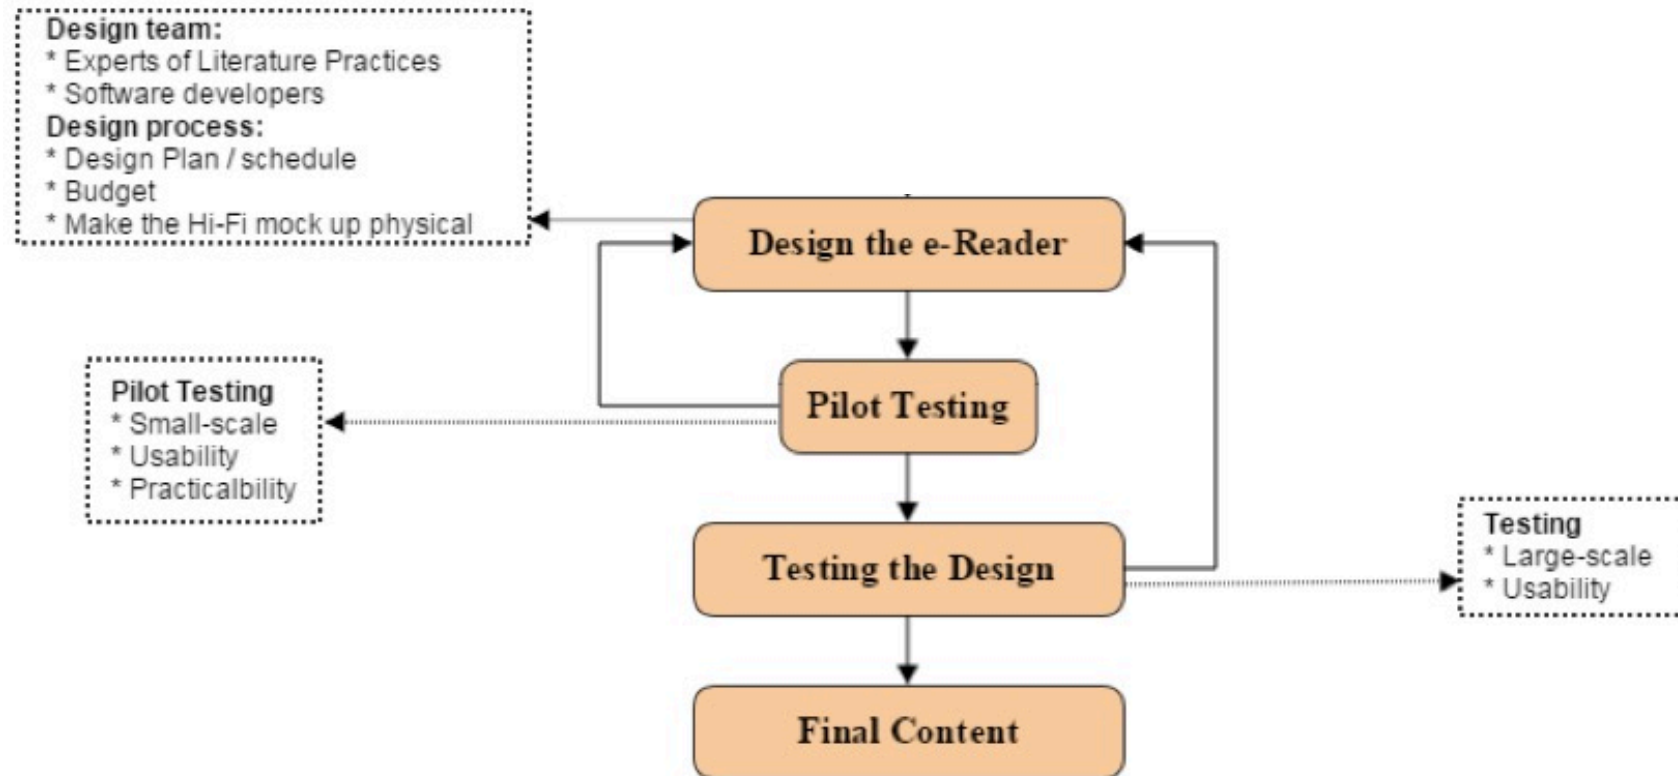 Design team:
* Experts of Literature Practices
* Software developers
Design process:
* Design Plan / schedule
* Budget
* Make the Hi-Fi mock up physical
Design the e-Reader
Pilot Testing
Pilot Testing
* Small-scale
* Usability
* Practicalbility
Testing the Design
Testing
* Large-scale
* Usability
Final Content